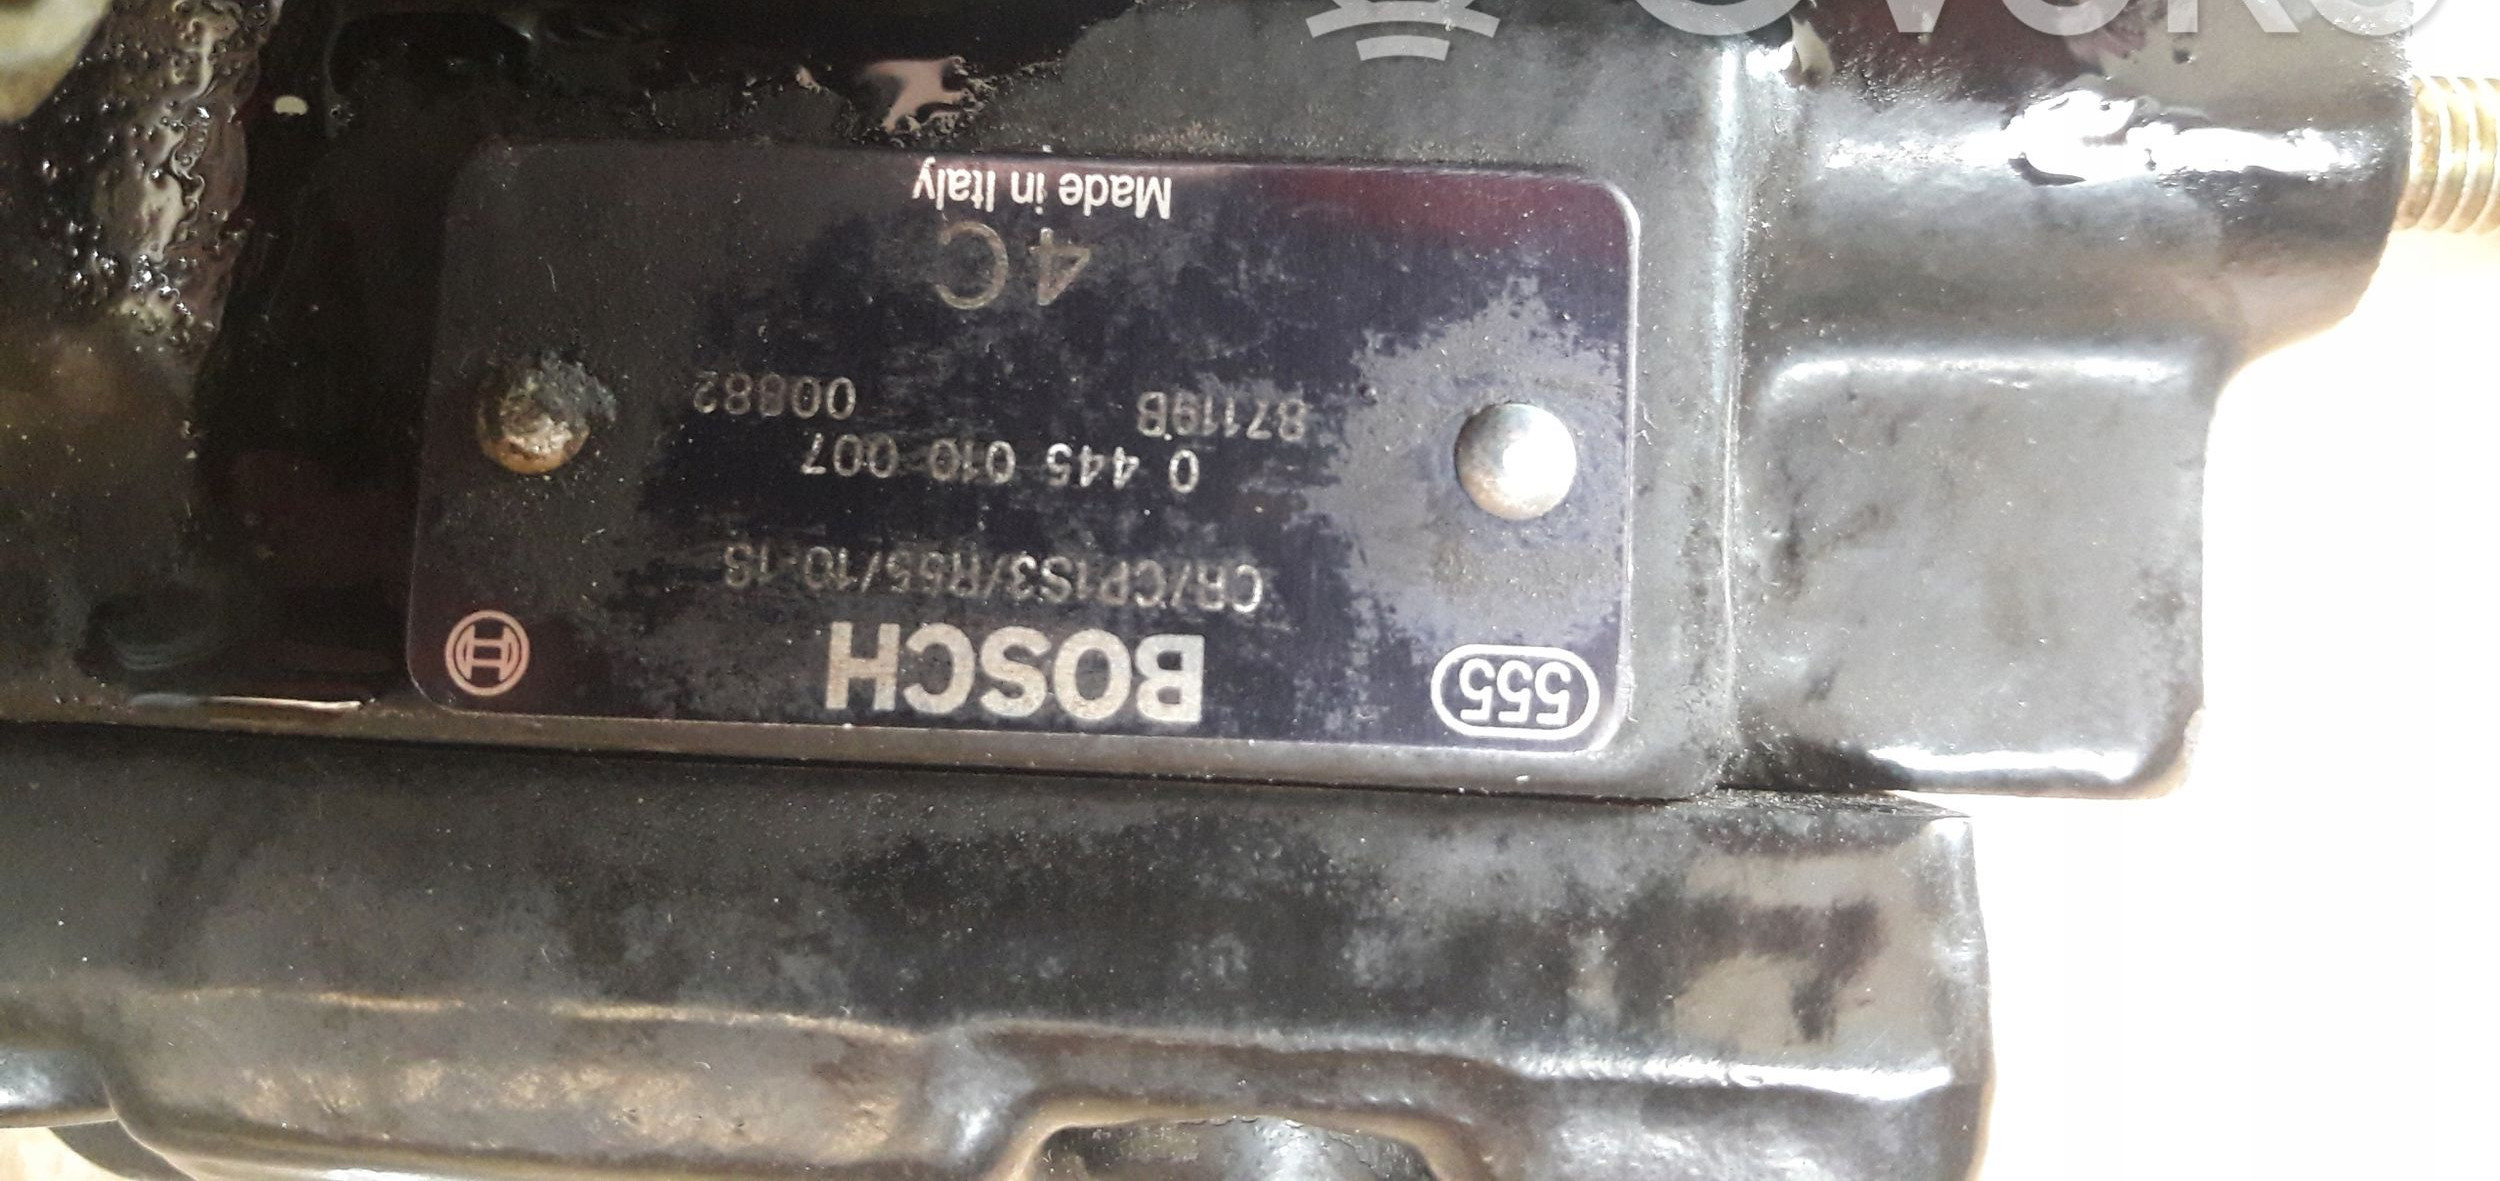 555
BOSCH
CR/CP1S3/R55/10-1S
0 445 010 007
87119B 00882
4C
Made in Italy